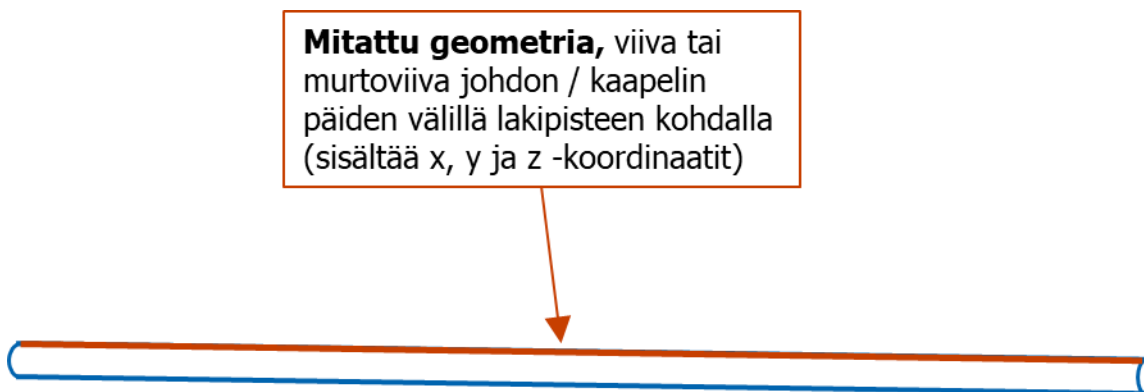 Mitattu geometria, viiva tai
murtoviiva johdon / kaapelin
päiden välillä lakipisteen kohdalla
(sisältää x, y ja z -koordinaatit)